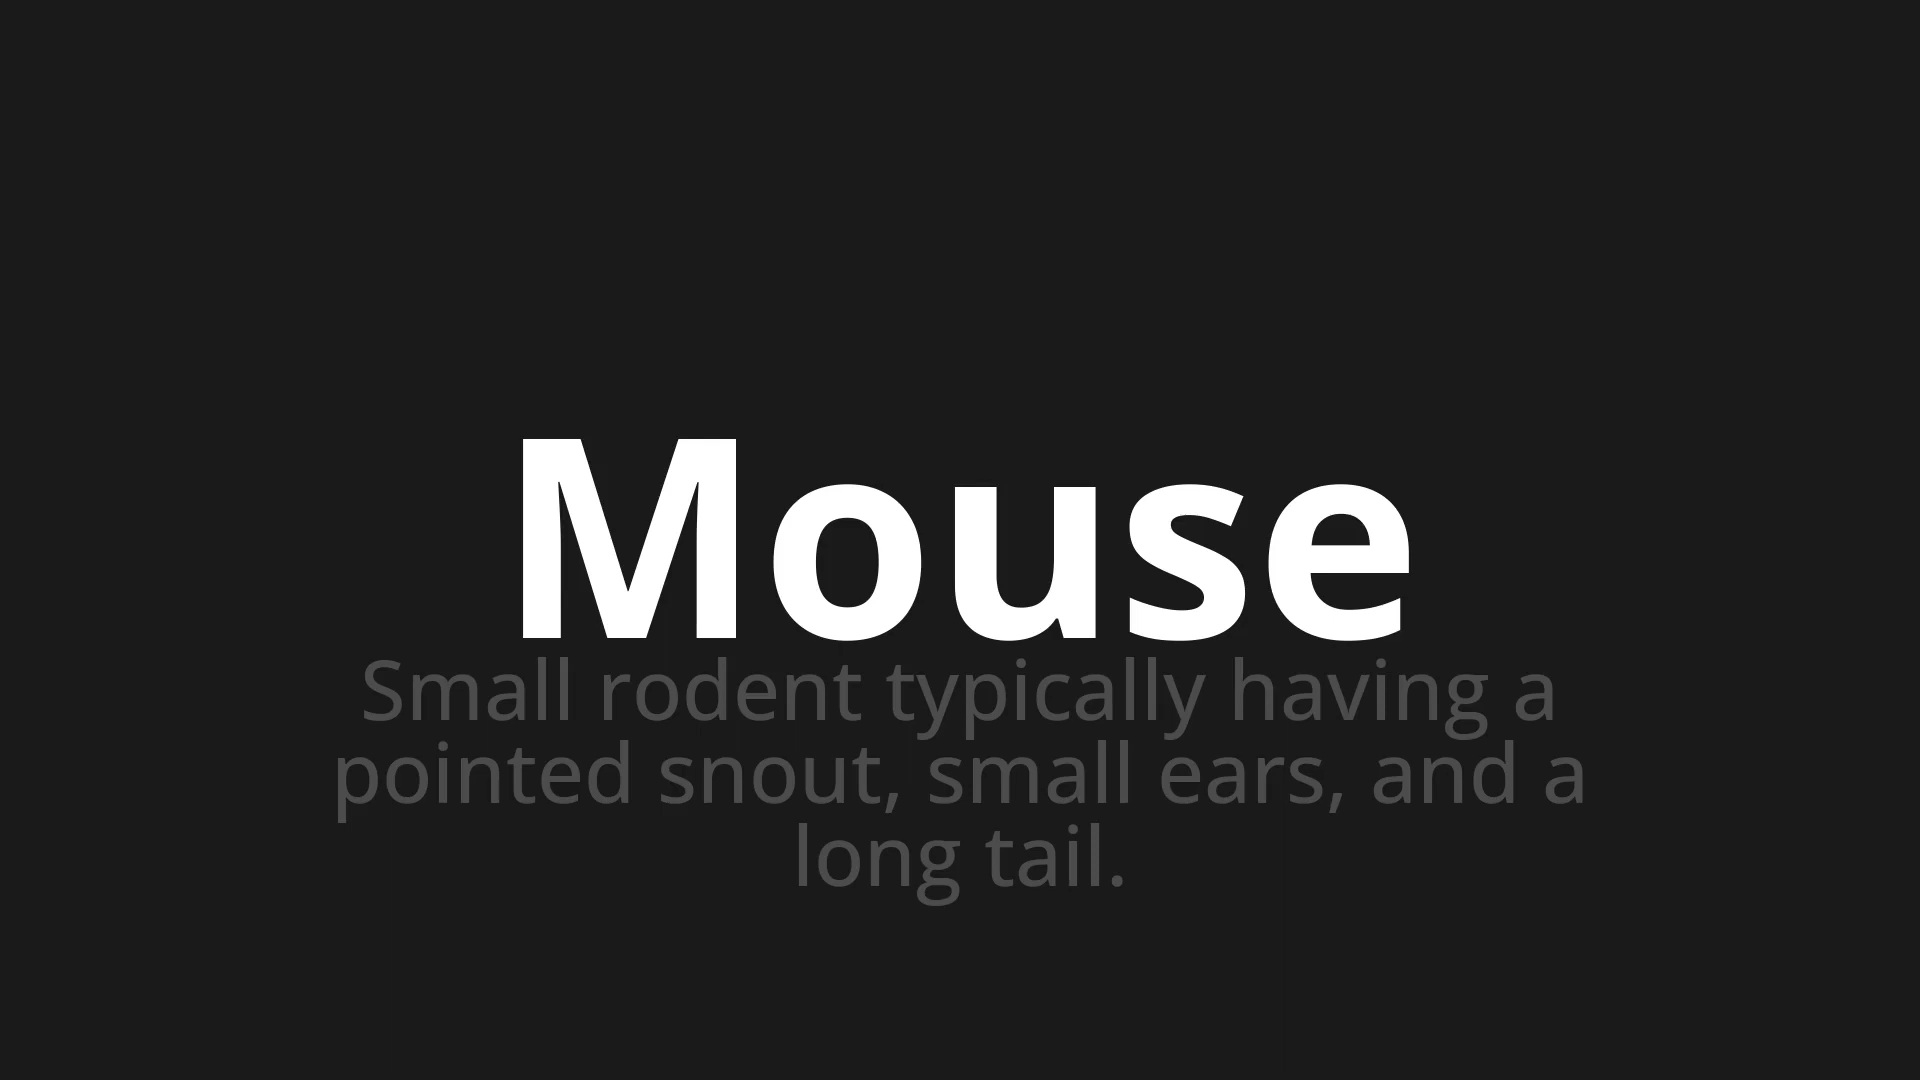 Mouse
Small rodent typically having a
pointed snout, small ears, and a
long tail.